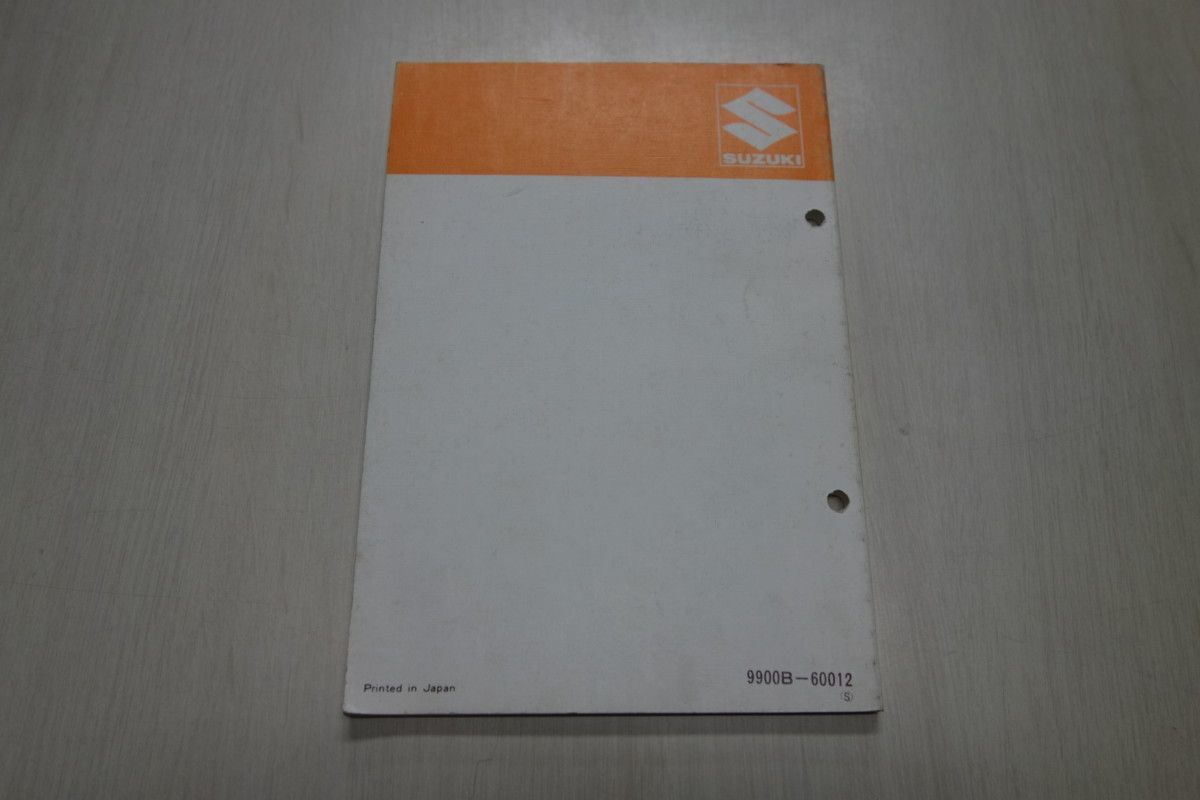 SUZUKI
Printed in Japan
9900B-60012
(S)